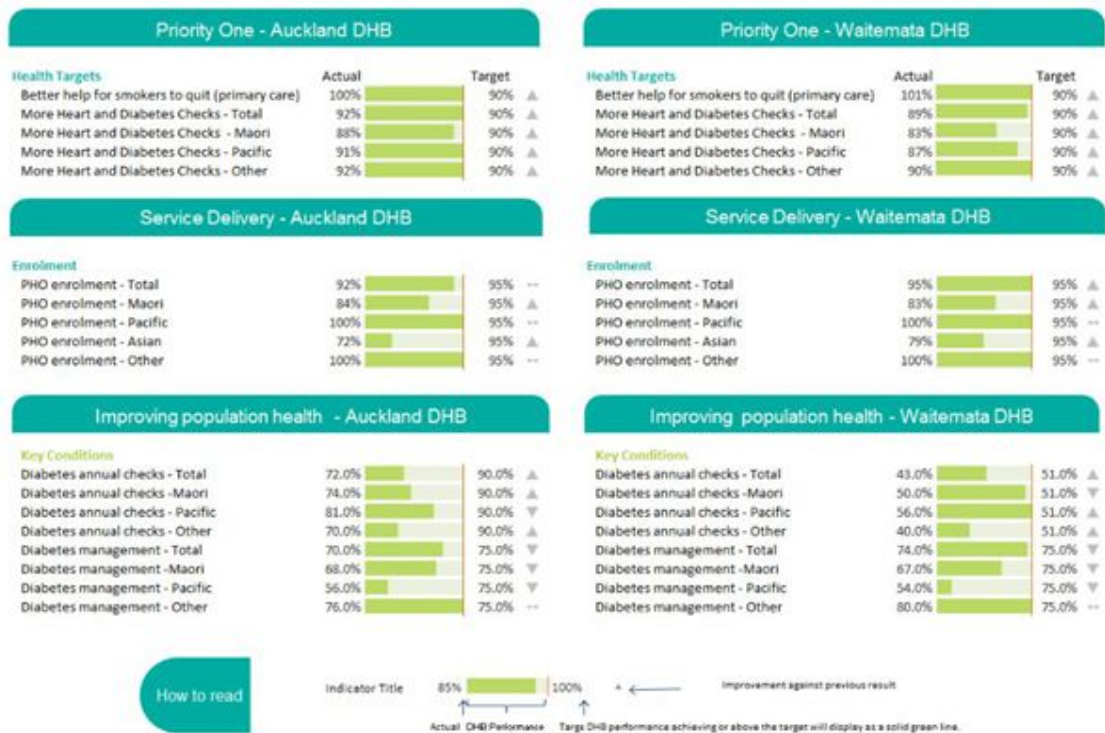 Priority One - Auckland DHB
Health Targets Actual Target
Better help for smokers to quit (primary care) 100% 90% ▲
More Heart and Diabetes Checks - Total 92% 90% ▲
More Heart and Diabetes Checks - Maori 88% 90% ▲
More Heart and Diabetes Checks - Pacific 91% 90% ▲
More Heart and Diabetes Checks - Other 92% 90% ▲
Service Delivery - Auckland DHB
Enrolment
PHO enrolment - Total 92% 95% --
PHO enrolment - Maori 84% 95% ▲
PHO enrolment - Pacific 100% 95% --
PHO enrolment - Asian 72% 95% ▲
PHO enrolment - Other 100% 95% --
Improving population health - Auckland DHB
Key Conditions
Diabetes annual checks - Total 72.0% 90.0% ▲
Diabetes annual checks -Maori 74.0% 90.0% ▲
Diabetes annual checks - Pacific 81.0% 90.0% ▼
Diabetes annual checks - Other 70.0% 90.0% ▲
Diabetes management - Total 70.0% 75.0% ▼
Diabetes management -Maori 68.0% 75.0% ▼
Diabetes management - Pacific 56.0% 75.0% ▼
Diabetes management - Other 76.0% 75.0% --
Priority One - Waitemata DHB
Health Targets Actual Target
Better help for smokers to quit (primary care) 101% 90% ▲
More Heart and Diabetes Checks - Total 89% 90% ▲
More Heart and Diabetes Checks - Maori 83% 90% ▲
More Heart and Diabetes Checks - Pacific 87% 90% ▲
More Heart and Diabetes Checks - Other 90% 90% ▲
Service Delivery - Waitemata DHB
Enrolment
PHO enrolment - Total 95% 95% ▲
PHO enrolment - Maori 83% 95% ▲
PHO enrolment - Pacific 100% 95% --
PHO enrolment - Asian 79% 95% ▲
PHO enrolment - Other 100% 95% --
Improving population health - Waitemata DHB
Key Conditions
Diabetes annual checks - Total 43.0% 51.0% ▲
Diabetes annual checks -Maori 50.0% 51.0% ▼
Diabetes annual checks - Pacific 56.0% 51.0% ▲
Diabetes annual checks - Other 40.0% 51.0% ▲
Diabetes management - Total 74.0% 75.0% ▼
Diabetes management -Maori 67.0% 75.0% ▼
Diabetes management - Pacific 54.0% 75.0% ▼
Diabetes management - Other 80.0% 75.0% --
How to read
Indicator Title 85% 100% ▲ Improvement against previous result
Actual DHB Performance Targe DHB performance achieving or above the target will display as a solid green line.